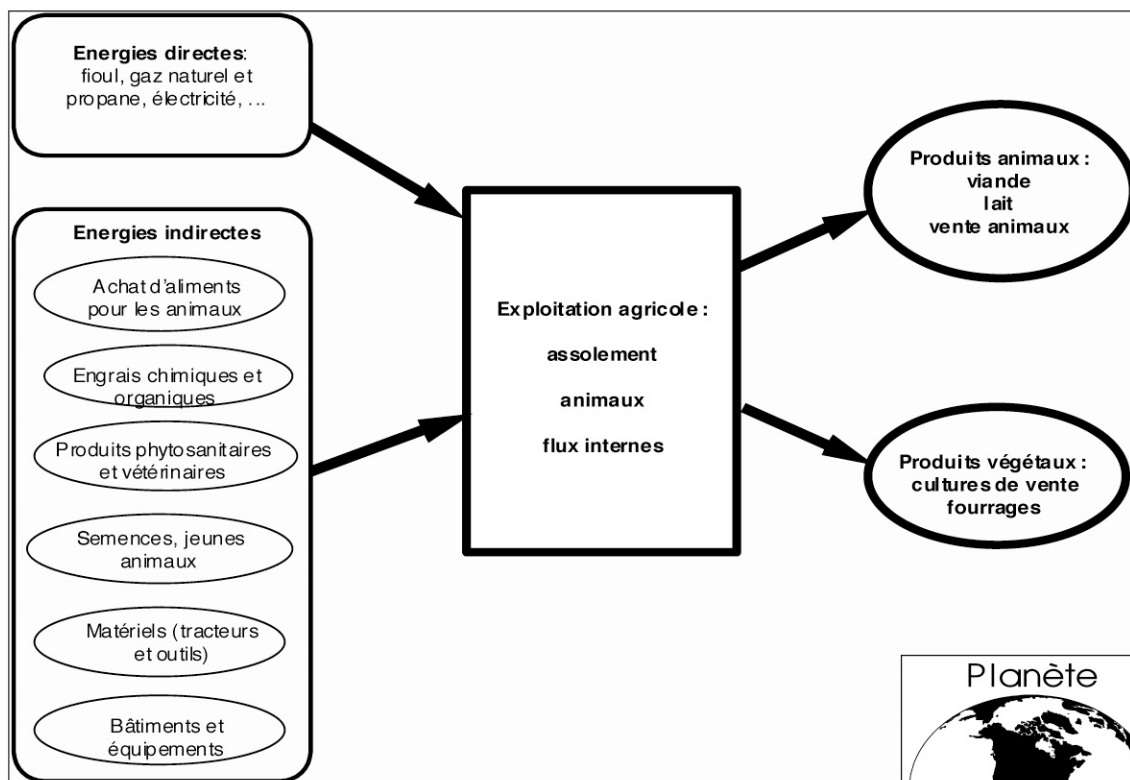 Energies directes:
fioul, gaz naturel et
propane, électricité, ...
Energies indirectes
Achat d'aliments
pour les animaux
Engrais chimiques et
organiques
Produits phytosanitaires
et vétérinaires
Semences, jeunes
animaux
Matériels (tracteurs
et outils)
Bâtiments et
équipements
Exploitation agricole :
assolement
animaux
flux internes
Produits animaux :
viande
lait
vente animaux
Produits végétaux :
cultures de vente
fourrages
Planète